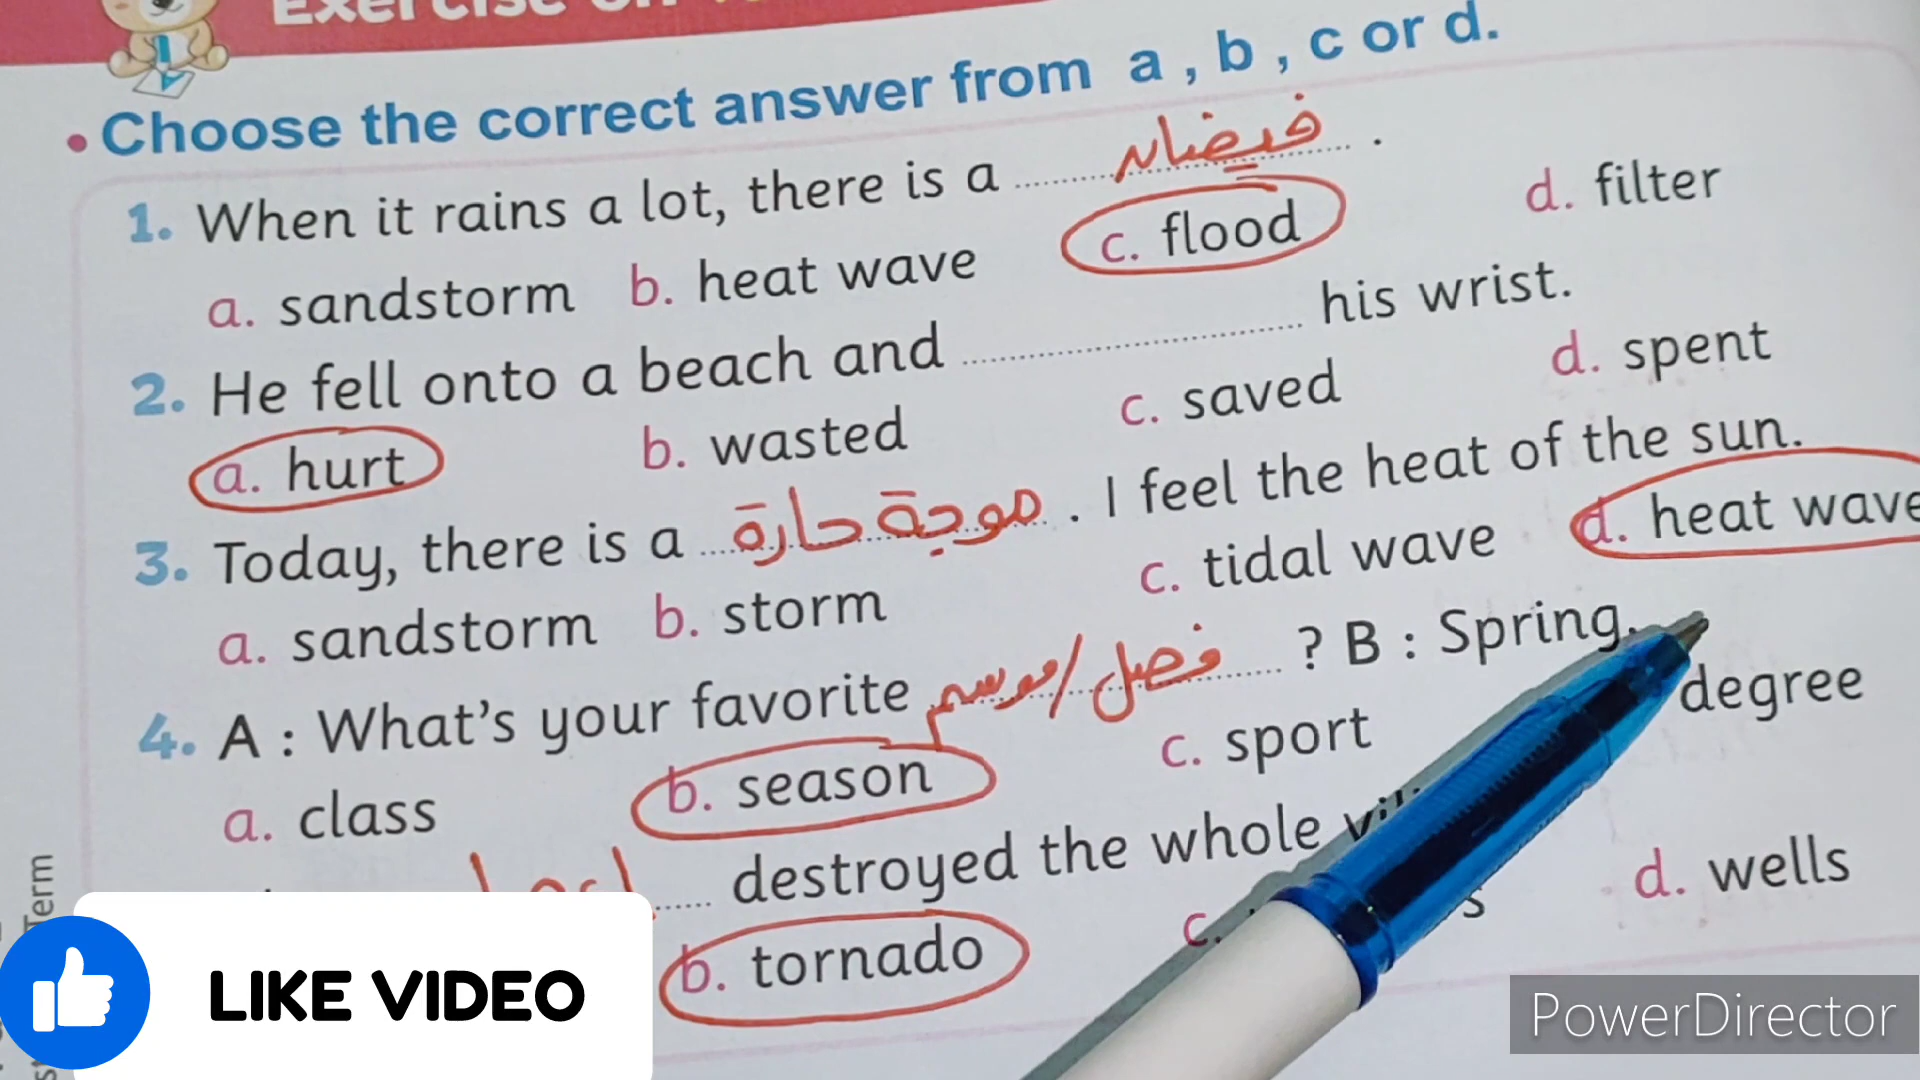 Exercise on
• Choose the correct answer from a , b , c or d.
1. When it rains a lot, there is a فيضان .
a. sandstorm b. heat wave c. flood d. filter
2. He fell onto a beach and his wrist.
a. hurt b. wasted c. saved d. spent
3. Today, there is a موجة حارة . I feel the heat of the sun.
a. sandstorm b. storm c. tidal wave d. heat wave
4. A : What's your favorite فصل/موسم ? B : Spring.
a. class b. season c. sport degree
destroyed the whole
b. tornado c. d. wells
Term
LIKE VIDEO
PowerDirector